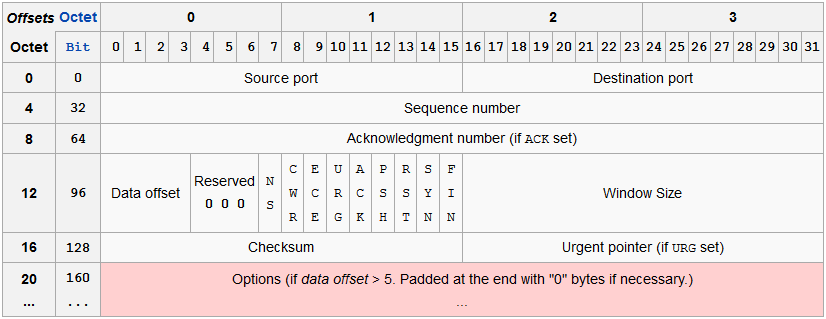 Offsets Octet 0 1 2 3
Octet Bit 0 1 2 3 4 5 6 7 8 9 10 11 12 13 14 15 16 17 18 19 20 21 22 23 24 25 26 27 28 29 30 31
0 0 Source port Destination port
4 32 Sequence number
8 64 Acknowledgment number (if ACK set)
12 96 Data offset Reserved 0 0 0 NS CWR ECE URG ACK PSH RST SYN FIN Window Size
16 128 Checksum Urgent pointer (if URG set)
20 160 Options (if data offset > 5. Padded at the end with "0" bytes if necessary.)
... ... ...